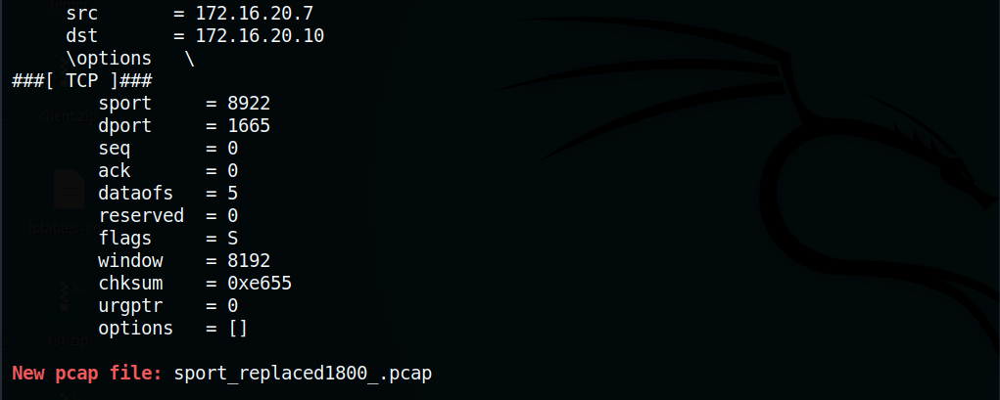 src = 172.16.20.7
dst = 172.16.20.10
\options \
###[ TCP ]###
sport = 8922
dport = 1665
seq = 0
ack = 0
dataofs = 5
reserved = 0
flags = S
window = 8192
chksum = 0xe655
urgptr = 0
options = []
New pcap file: sport_replaced1800_.pcap